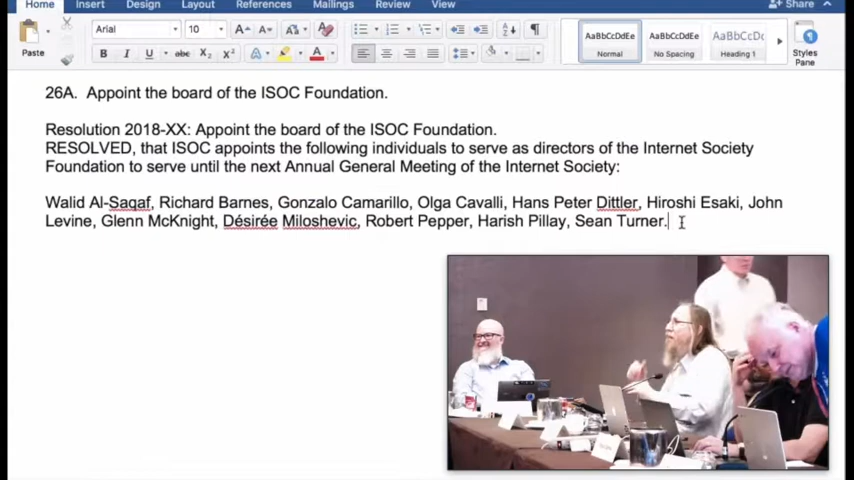 Home Insert Design Layout References Mailings Review View Share
Arial 10
Paste
AaBbCcDdEe AaBbCcDdEe AaBbCcDc
Normal No Spacing Heading 1 Styles Pane
26A. Appoint the board of the ISOC Foundation.
Resolution 2018-XX: Appoint the board of the ISOC Foundation.
RESOLVED, that ISOC appoints the following individuals to serve as directors of the Internet Society
Foundation to serve until the next Annual General Meeting of the Internet Society:
Walid Al-Saqaf, Richard Barnes, Gonzalo Camarillo, Olga Cavalli, Hans Peter Dittler, Hiroshi Esaki, John
Levine, Glenn McKnight, Désirée Miloshevic, Robert Pepper, Harish Pillay, Sean Turner.